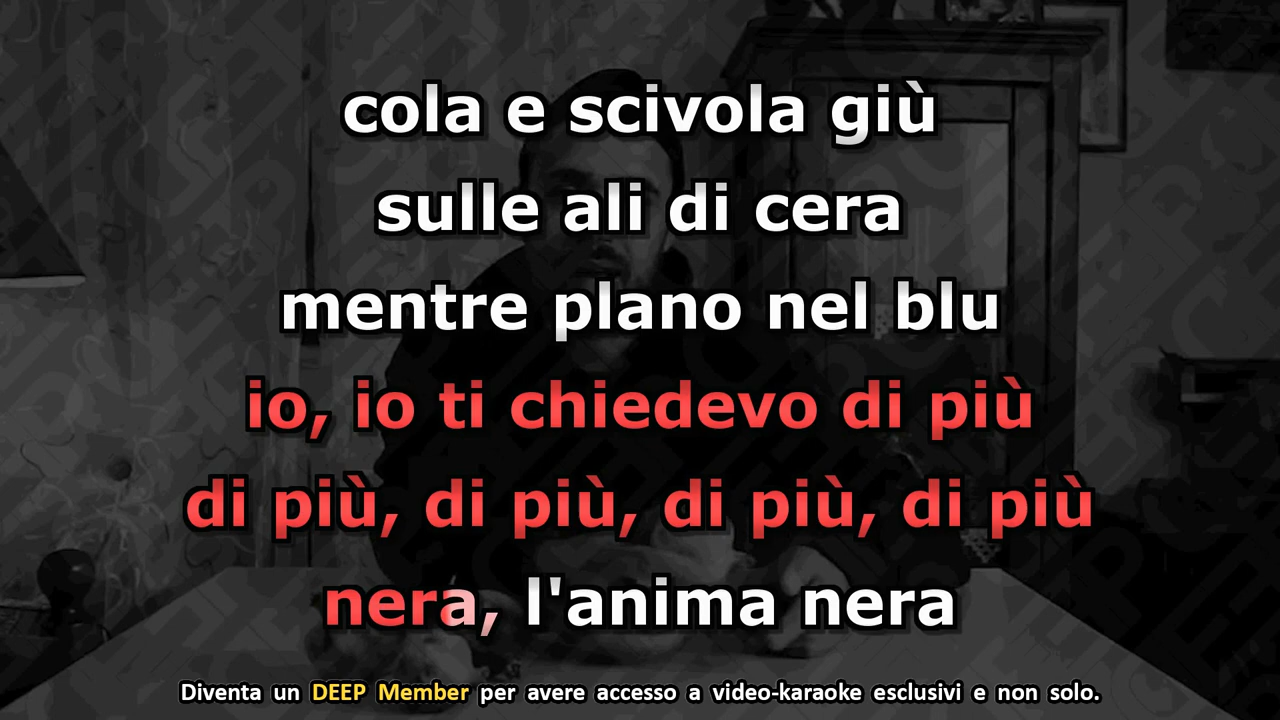 cola e scivola giù
sulle ali di cera
mentre plano nel blu
io, io ti chiedevo di più
di più, di più, di più, di più
nera, l'anima nera
Diventa un DEEP Member per avere accesso a video-karaoke esclusivi e non solo.